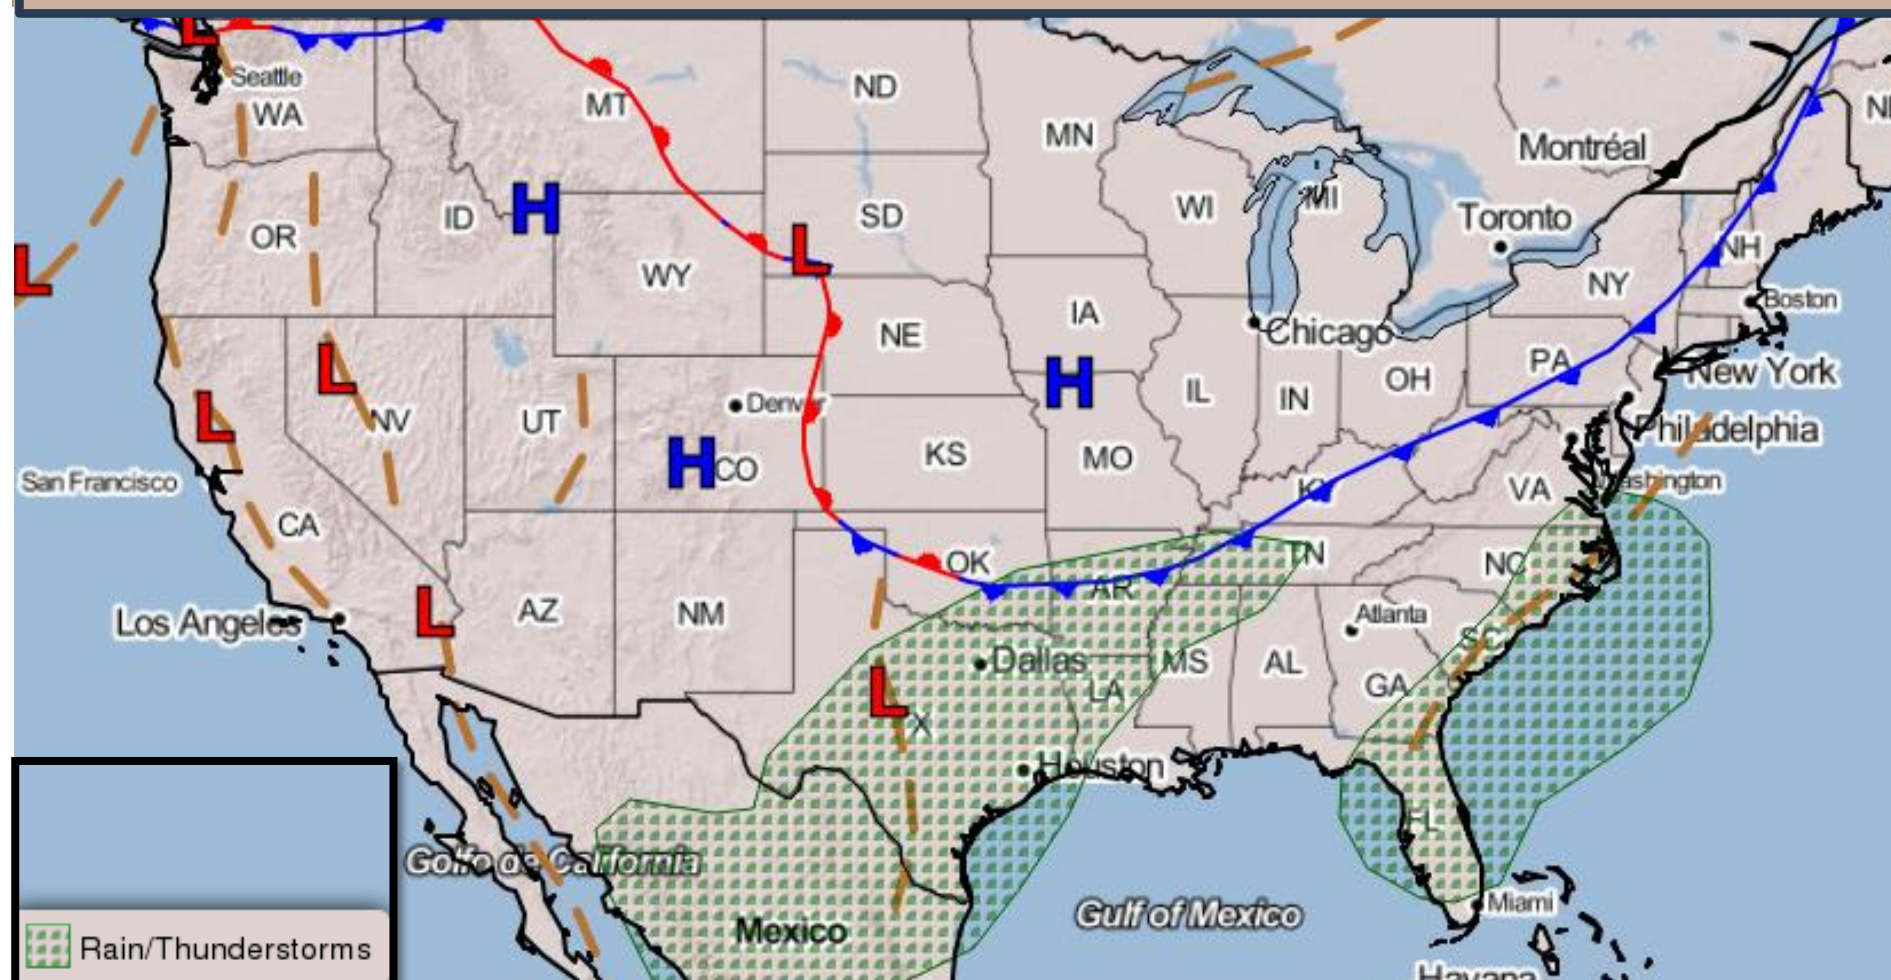 L
Seattle
WA
MT
ND
MN
Montréal
WI
MI
Toronto
ID
H
OR
SD
NH
L
L
WY
NY
Boston
IA
NE
Chicago
PA
New York
L
H
IL
IN
OH
Denver
L
NV
UT
Philadelphia
San Francisco
H
CO
KS
MO
Washington
KY
VA
CA
OK
TN
NC
AR
Los Angeles
L
AZ
NM
Atlanta
Dallas
SC
MS
AL
GA
LA
L
X
Houston
FL
Golfo de California
Mexico
Gulf of Mexico
Miami
Rain/Thunderstorms
Havana